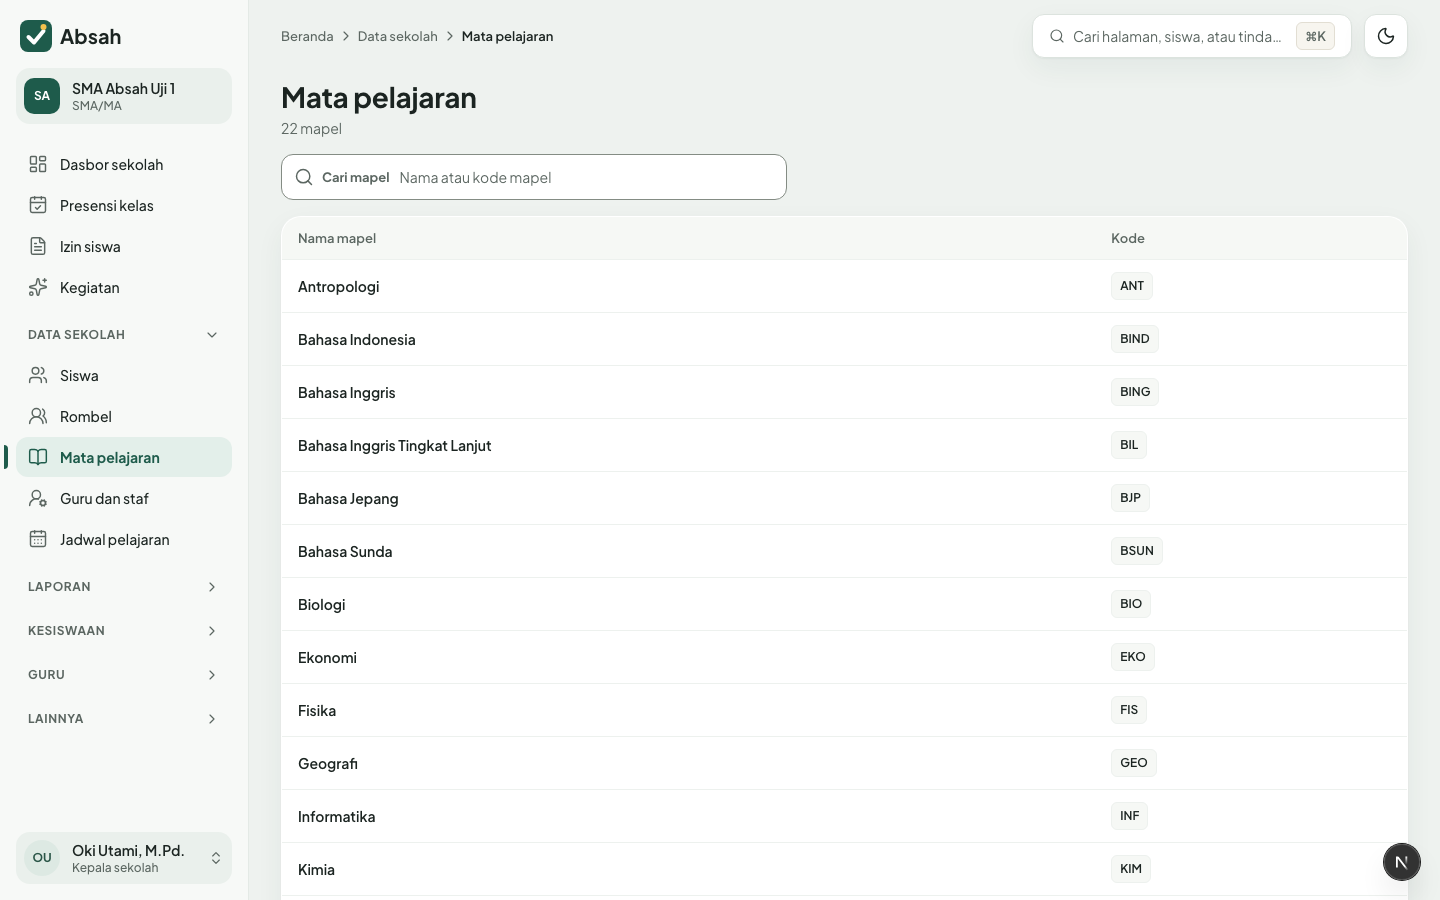 Absah
SA
SMA Absah Uji 1
SMA/MA
Dasbor sekolah
Presensi kelas
Izin siswa
Kegiatan
DATA SEKOLAH
Siswa
Rombel
Mata pelajaran
Guru dan staf
Jadwal pelajaran
LAPORAN
KESISWAAN
GURU
LAINNYA
OU
Oki Utami, M.Pd.
Kepala sekolah
Beranda > Data sekolah > Mata pelajaran
Cari halaman, siswa, atau tinda... ⌘K
Mata pelajaran
22 mapel
Cari mapel Nama atau kode mapel
Nama mapel Kode
Antropologi ANT
Bahasa Indonesia BIND
Bahasa Inggris BING
Bahasa Inggris Tingkat Lanjut BIL
Bahasa Jepang BJP
Bahasa Sunda BSUN
Biologi BIO
Ekonomi EKO
Fisika FIS
Geografi GEO
Informatika INF
Kimia KIM
N